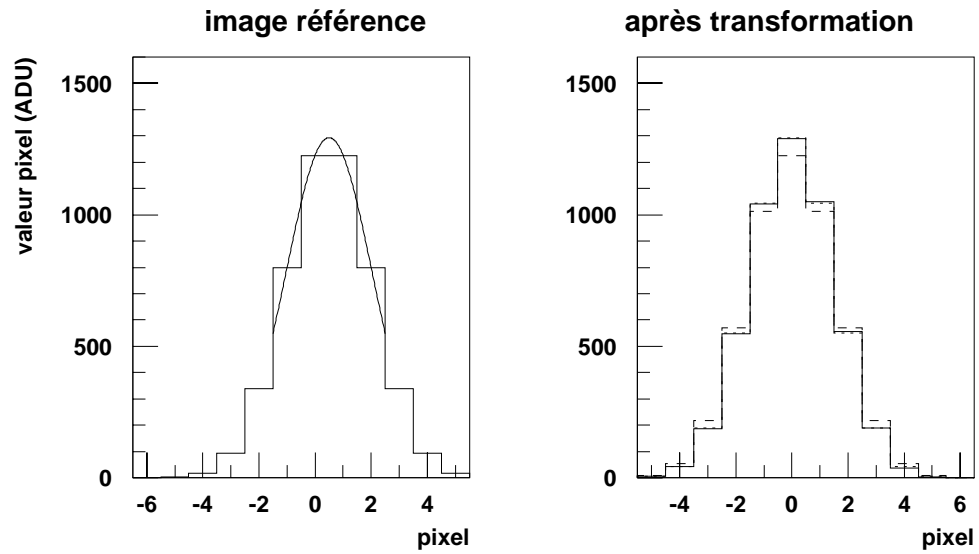 image référence
après transformation
valeur pixel (ADU)
1500
1000
500
0
-6 -4 -2 0 2 4
pixel
1500
1000
500
0
-4 -2 0 2 4 6
pixel